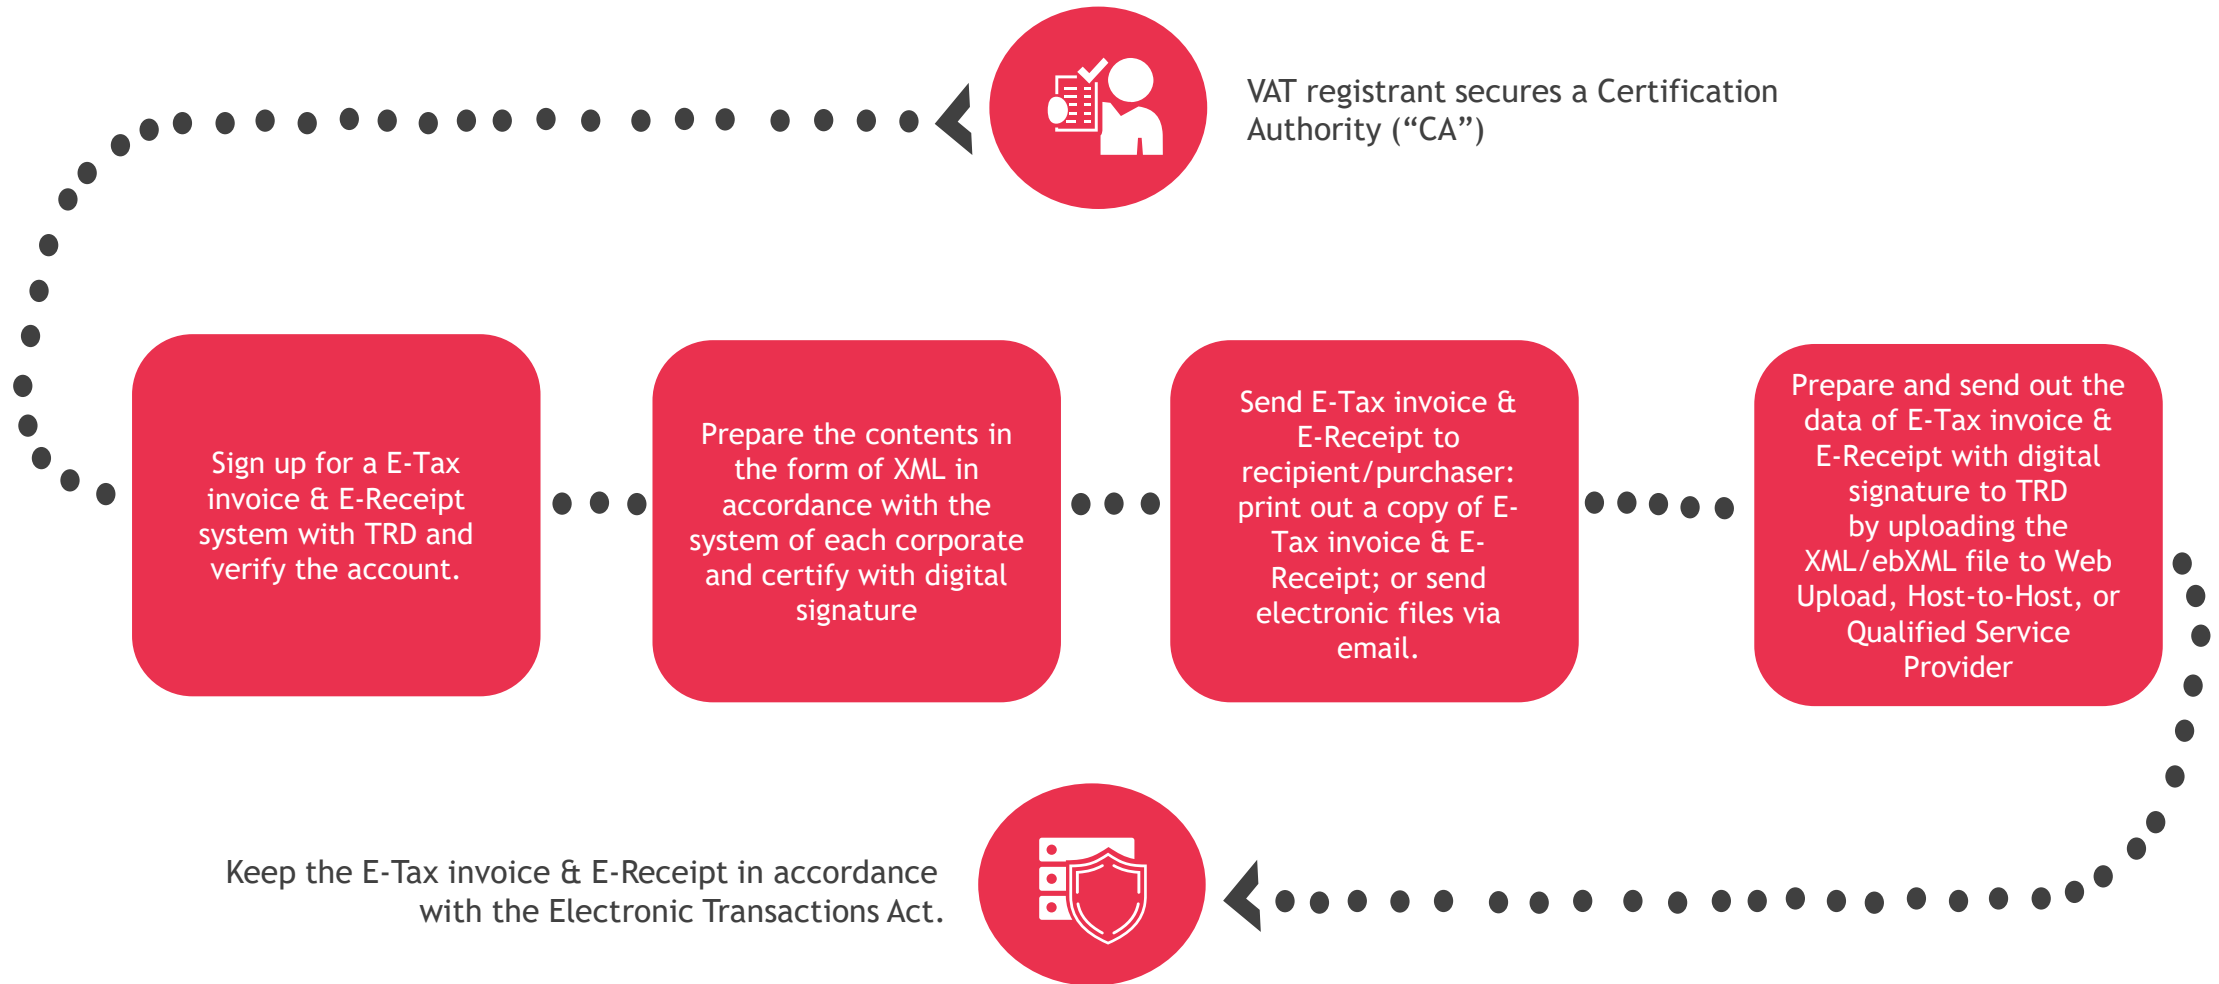 VAT registrant secures a Certification
Authority (“CA”)
Sign up for a E-Tax
invoice & E-Receipt
system with TRD and
verify the account.
Prepare the contents in
the form of XML in
accordance with the
system of each corporate
and certify with digital
signature
Send E-Tax invoice &
E-Receipt to
recipient/purchaser:
print out a copy of E-
Tax invoice & E-
Receipt; or send
electronic files via
email.
Prepare and send out the
data of E-Tax invoice &
E-Receipt with digital
signature to TRD
by uploading the
XML/ebXML file to Web
Upload, Host-to-Host, or
Qualified Service
Provider
Keep the E-Tax invoice & E-Receipt in accordance
with the Electronic Transactions Act.